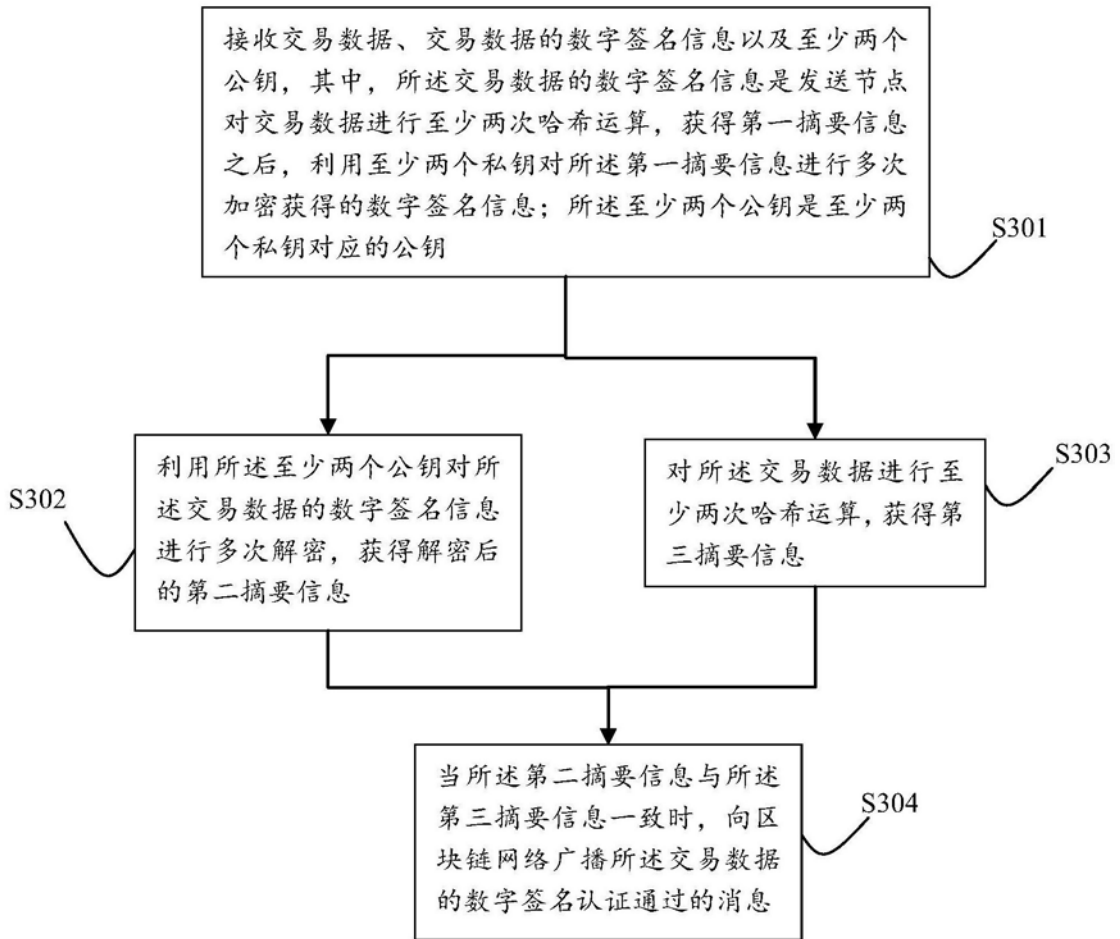 接收交易数据、交易数据的数字签名信息以及至少两个
公钥，其中，所述交易数据的数字签名信息是发送节点
对交易数据进行至少两次哈希运算，获得第一摘要信息
之后，利用至少两个私钥对所述第一摘要信息进行多次
加密获得的数字签名信息；所述至少两个公钥是至少两
个私钥对应的公钥
S301
利用所述至少两个公钥对所
述交易数据的数字签名信息
进行多次解密，获得解密后
的第二摘要信息
S302
对所述交易数据进行至
少两次哈希运算，获得第
三摘要信息
S303
当所述第二摘要信息与所述
第三摘要信息一致时，向区
块链网络广播所述交易数据
的数字签名认证通过的消息
S304